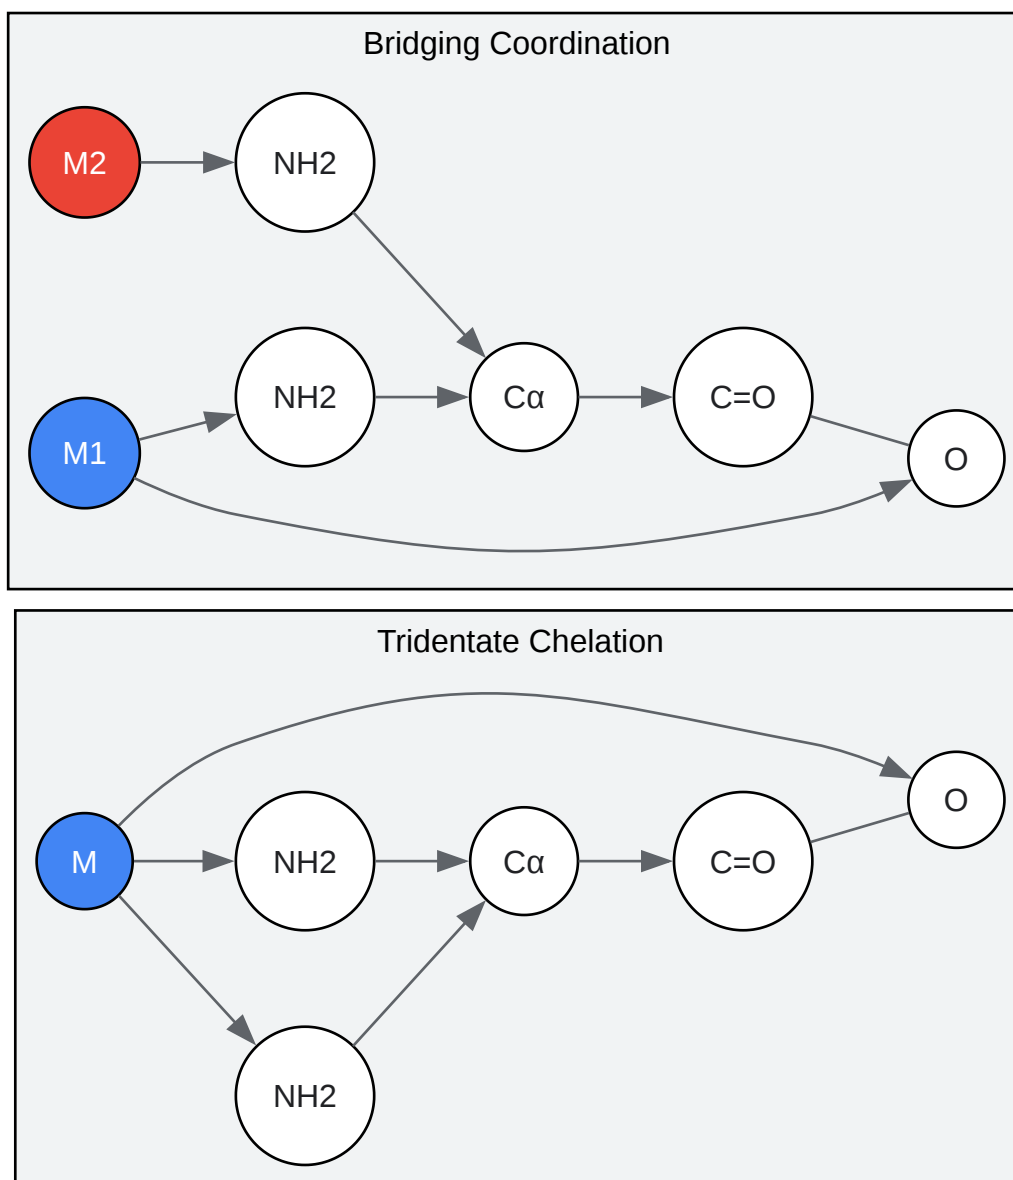 Bridging Coordination
M2
NH2
NH2
Cα
C=O
M1
O
Tridentate Chelation
O
M
NH2
Cα
C=O
NH2